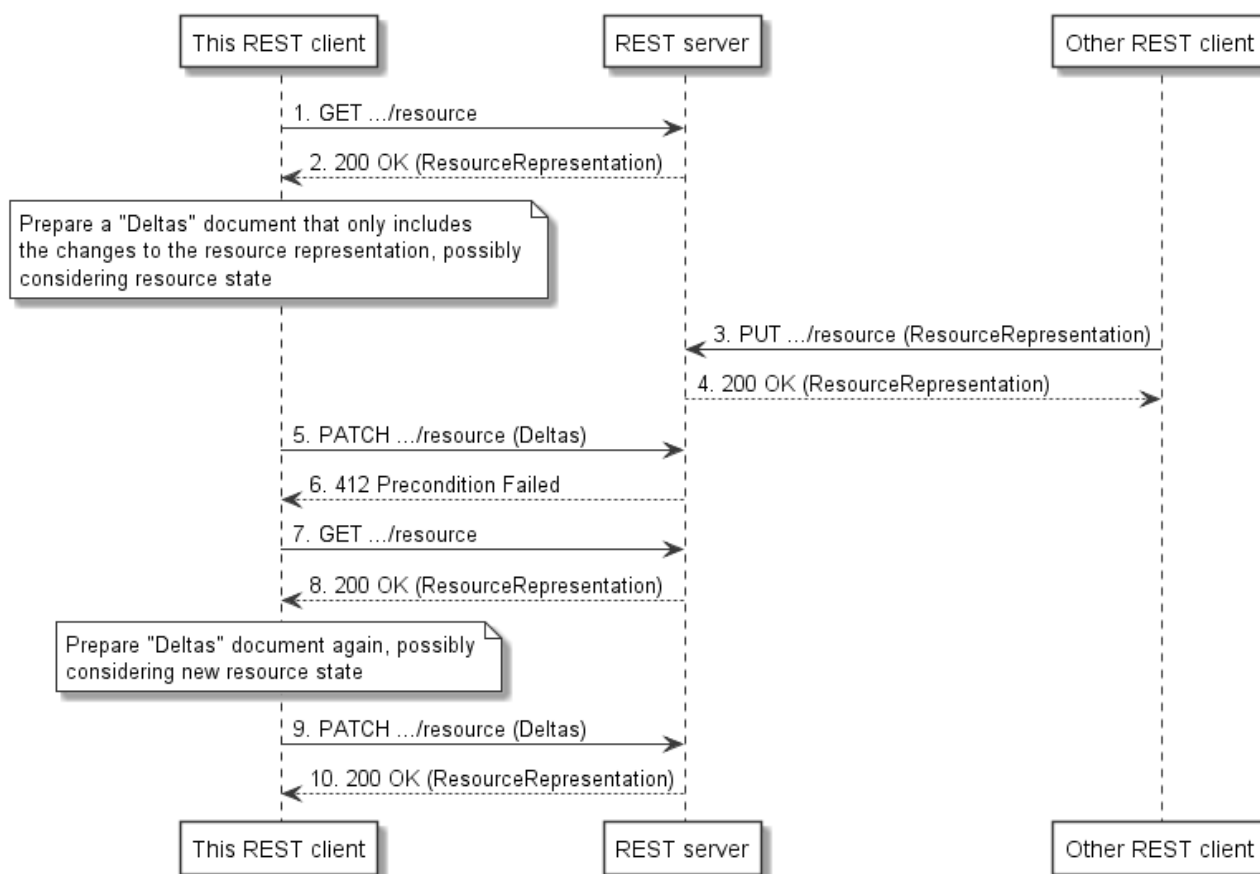 This REST client
REST server
Other REST client
1. GET .../resource
2. 200 OK (ResourceRepresentation)
Prepare a "Deltas" document that only includes
the changes to the resource representation, possibly
considering resource state
3. PUT .../resource (ResourceRepresentation)
4. 200 OK (ResourceRepresentation)
5. PATCH .../resource (Deltas)
6. 412 Precondition Failed
7. GET .../resource
8. 200 OK (ResourceRepresentation)
Prepare "Deltas" document again, possibly
considering new resource state
9. PATCH .../resource (Deltas)
10. 200 OK (ResourceRepresentation)
This REST client
REST server
Other REST client